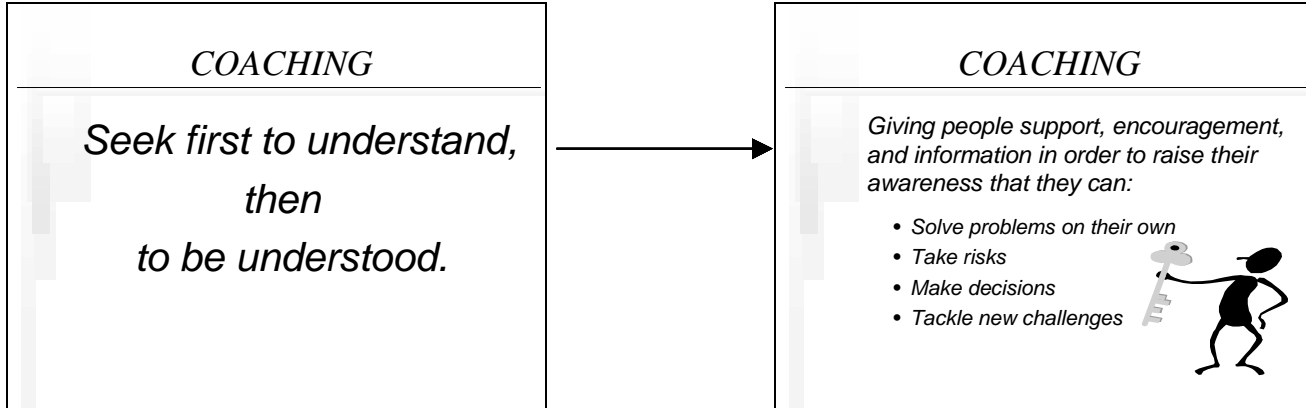 COACHING
Seek first to understand,
then
to be understood.
COACHING
Giving people support, encouragement,
and information in order to raise their
awareness that they can:
• Solve problems on their own
• Take risks
• Make decisions
• Tackle new challenges